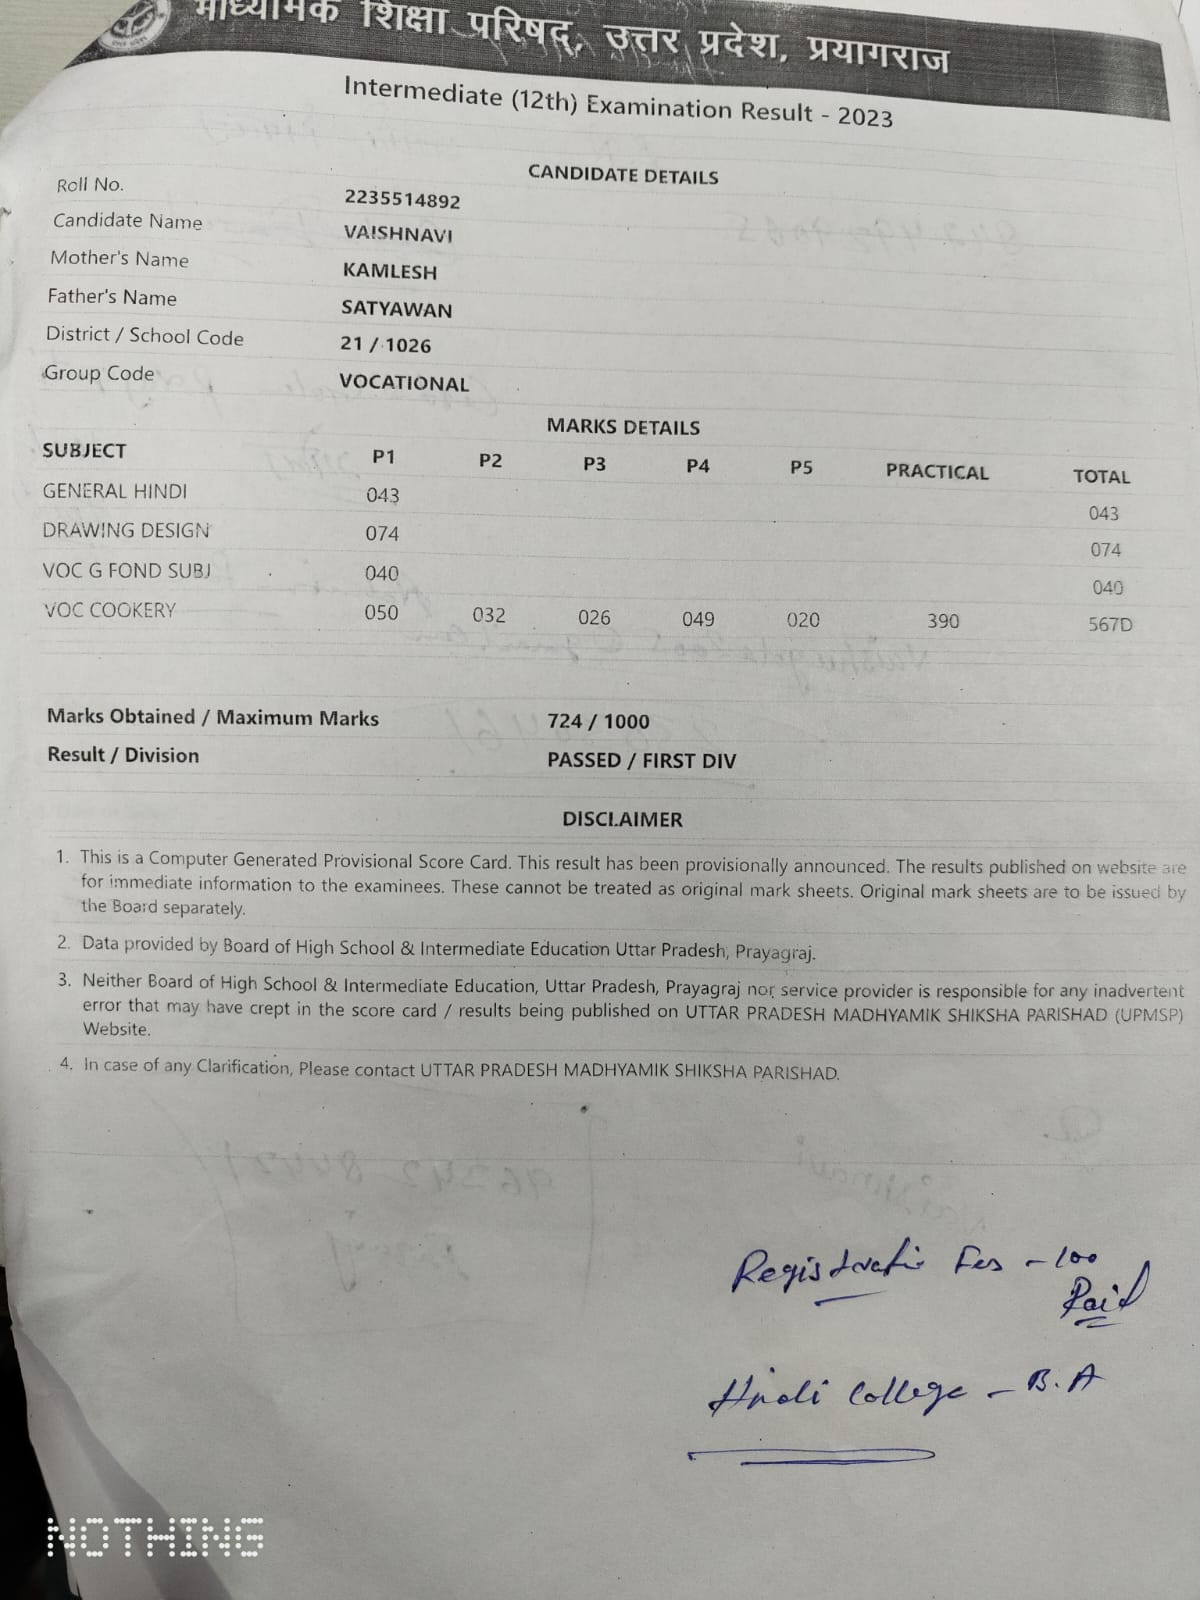 माध्यमिक शिक्षा परिषद्, उत्तर प्रदेश, प्रयागराज
Intermediate (12th) Examination Result - 2023
CANDIDATE DETAILS
Roll No. 2235514892
Candidate Name VAISHNAVI
Mother's Name KAMLESH
Father's Name SATYAWAN
District / School Code 21 / 1026
Group Code VOCATIONAL
MARKS DETAILS
SUBJECT P1 P2 P3 P4 P5 PRACTICAL TOTAL
GENERAL HINDI 043 043
DRAWING DESIGN 074 074
VOC G FOND SUBJ 040 040
VOC COOKERY 050 032 026 049 020 390 567D
Marks Obtained / Maximum Marks 724 / 1000
Result / Division PASSED / FIRST DIV
DISCLAIMER
1. This is a Computer Generated Provisional Score Card. This result has been provisionally announced. The results published on website are
for immediate information to the examinees. These cannot be treated as original mark sheets. Original mark sheets are to be issued by
the Board separately.
2. Data provided by Board of High School & Intermediate Education Uttar Pradesh, Prayagraj.
3. Neither Board of High School & Intermediate Education, Uttar Pradesh, Prayagraj nor service provider is responsible for any inadvertent
error that may have crept in the score card / results being published on UTTAR PRADESH MADHYAMIK SHIKSHA PARISHAD (UPMSP)
Website.
4. In case of any Clarification, Please contact UTTAR PRADESH MADHYAMIK SHIKSHA PARISHAD.
Registration Fees - 100
Paid
Hindi College - B.A
NOTHING